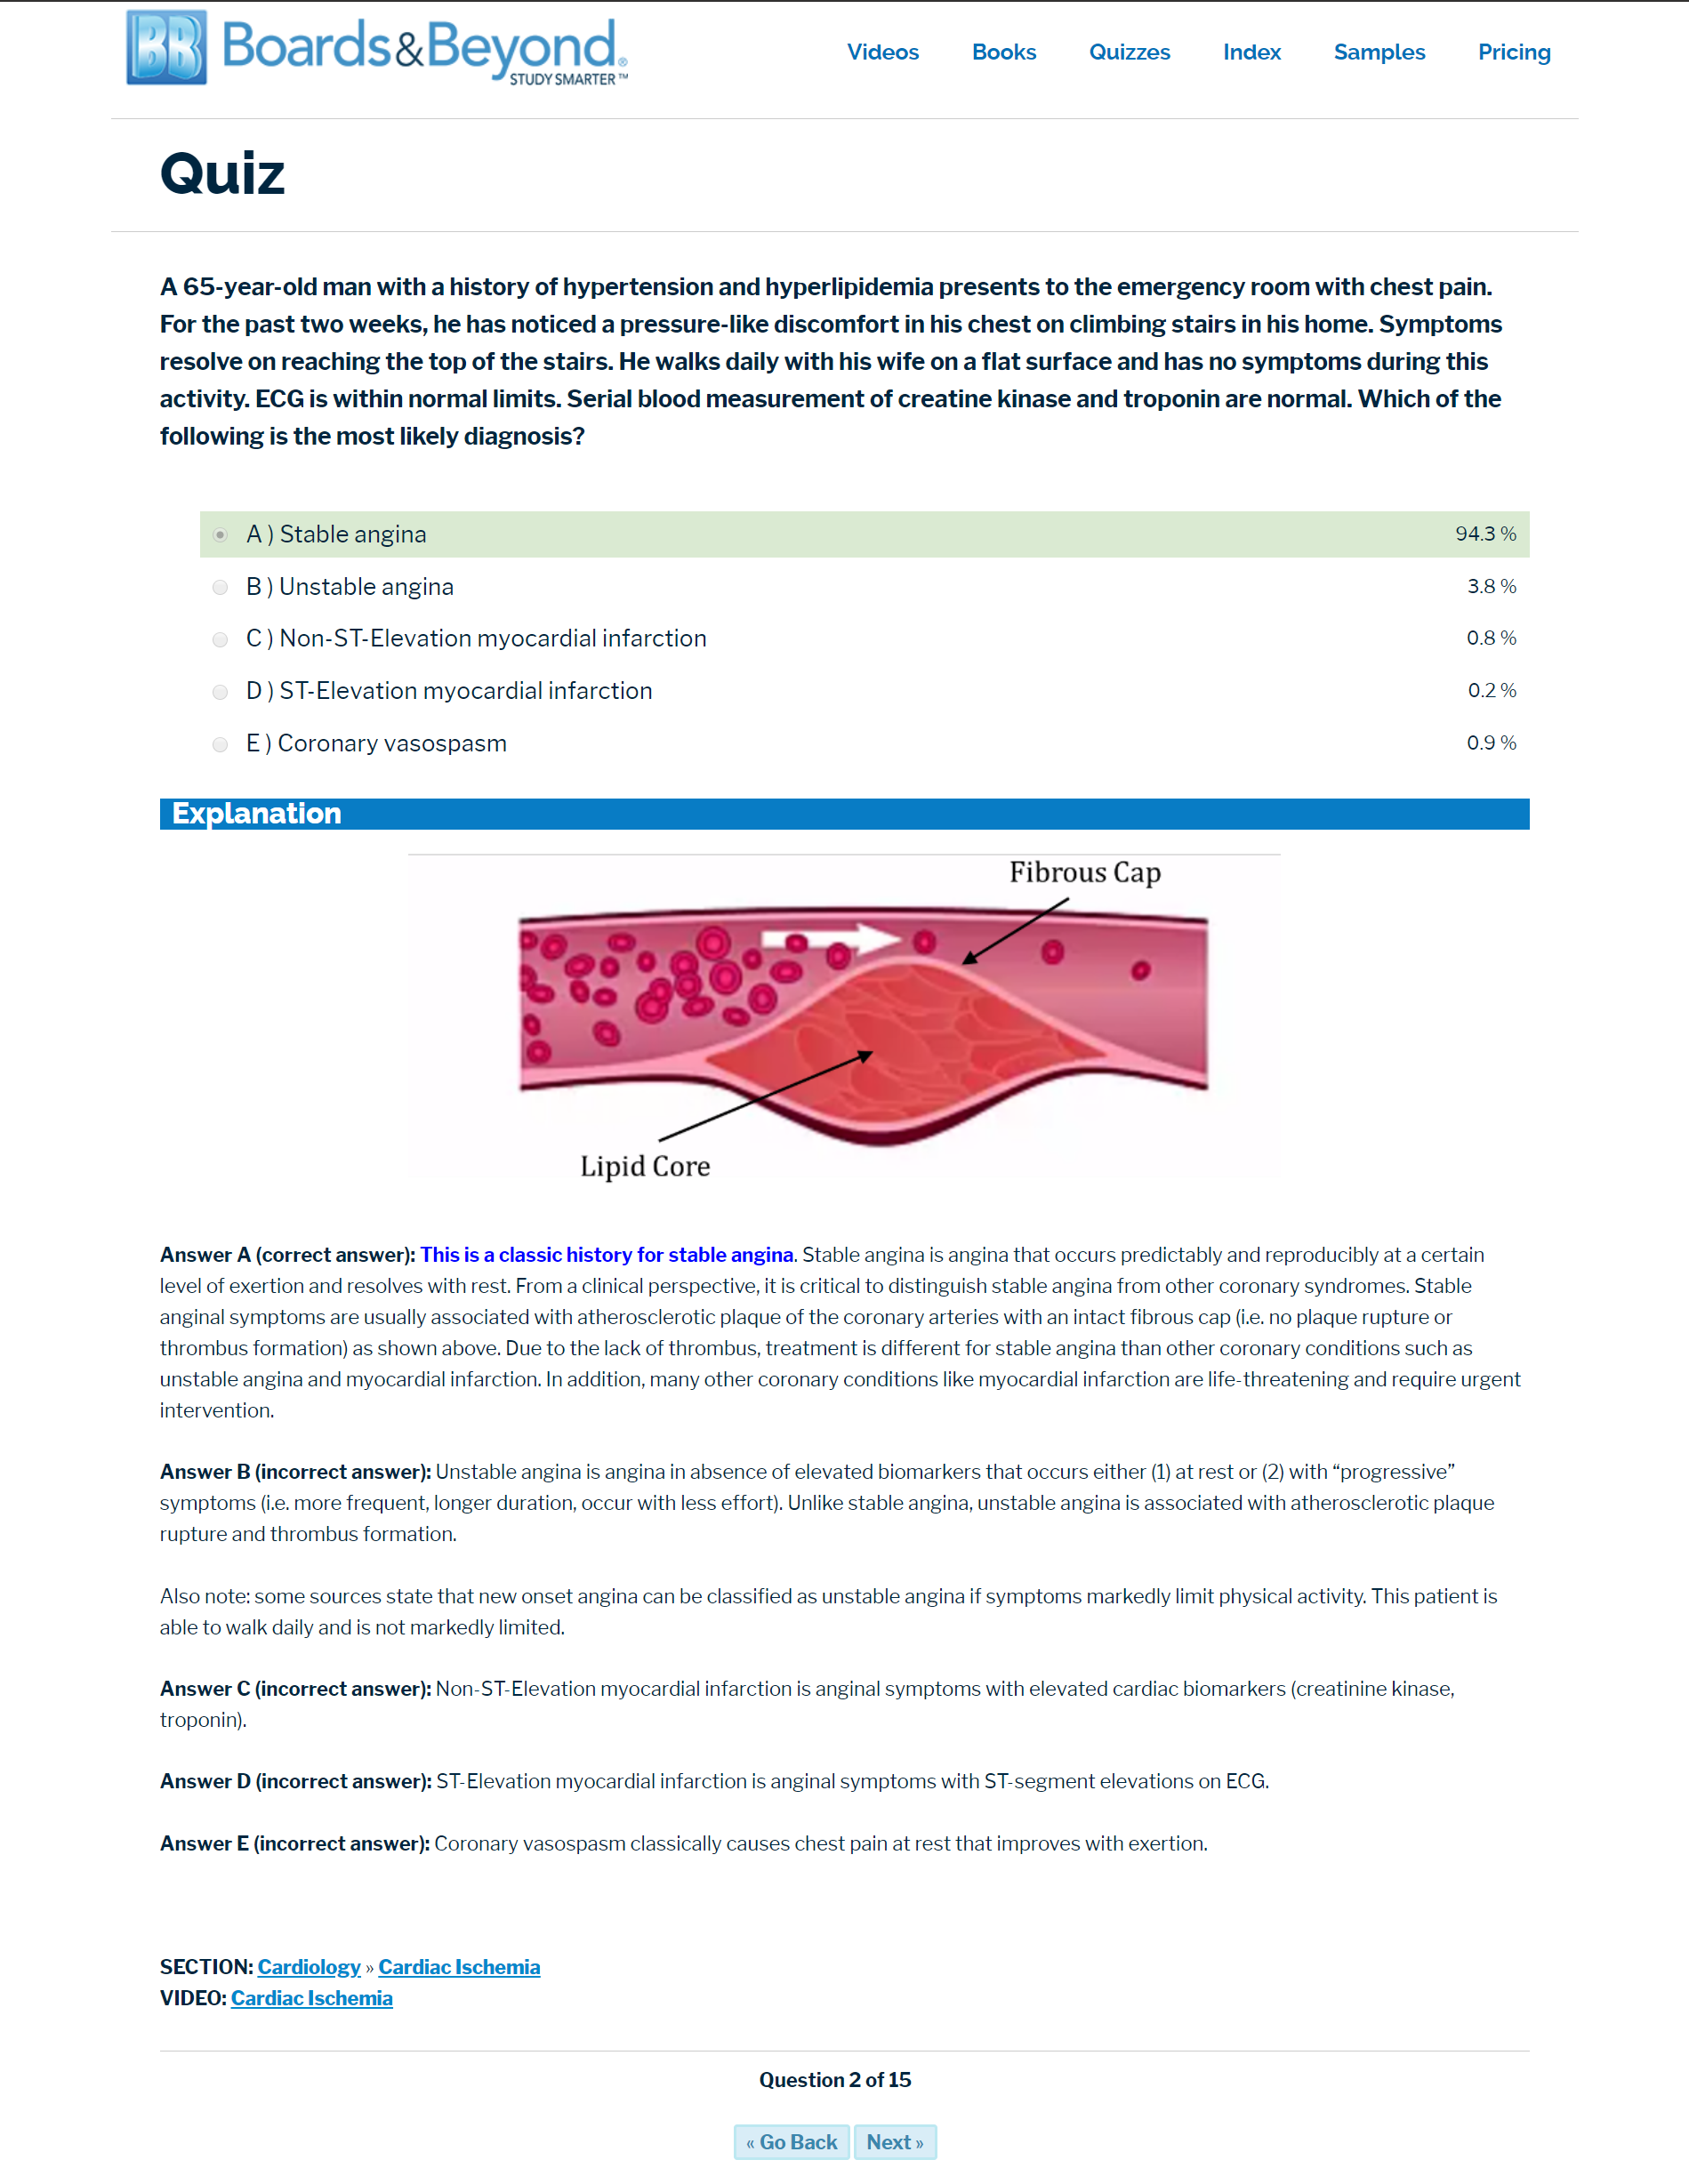 BB Boards&Beyond®
STUDY SMARTER™
Videos Books Quizzes Index Samples Pricing
Quiz
A 65-year-old man with a history of hypertension and hyperlipidemia presents to the emergency room with chest pain.
For the past two weeks, he has noticed a pressure-like discomfort in his chest on climbing stairs in his home. Symptoms
resolve on reaching the top of the stairs. He walks daily with his wife on a flat surface and has no symptoms during this
activity. ECG is within normal limits. Serial blood measurement of creatine kinase and troponin are normal. Which of the
following is the most likely diagnosis?
A ) Stable angina 94.3 %
B ) Unstable angina 3.8 %
C ) Non-ST-Elevation myocardial infarction 0.8 %
D ) ST-Elevation myocardial infarction 0.2 %
E ) Coronary vasospasm 0.9 %
Explanation
Fibrous Cap
Lipid Core
Answer A (correct answer): This is a classic history for stable angina. Stable angina is angina that occurs predictably and reproducibly at a certain
level of exertion and resolves with rest. From a clinical perspective, it is critical to distinguish stable angina from other coronary syndromes. Stable
anginal symptoms are usually associated with atherosclerotic plaque of the coronary arteries with an intact fibrous cap (i.e. no plaque rupture or
thrombus formation) as shown above. Due to the lack of thrombus, treatment is different for stable angina than other coronary conditions such as
unstable angina and myocardial infarction. In addition, many other coronary conditions like myocardial infarction are life-threatening and require urgent
intervention.
Answer B (incorrect answer): Unstable angina is angina in absence of elevated biomarkers that occurs either (1) at rest or (2) with “progressive”
symptoms (i.e. more frequent, longer duration, occur with less effort). Unlike stable angina, unstable angina is associated with atherosclerotic plaque
rupture and thrombus formation.
Also note: some sources state that new onset angina can be classified as unstable angina if symptoms markedly limit physical activity. This patient is
able to walk daily and is not markedly limited.
Answer C (incorrect answer): Non-ST-Elevation myocardial infarction is anginal symptoms with elevated cardiac biomarkers (creatinine kinase,
troponin).
Answer D (incorrect answer): ST-Elevation myocardial infarction is anginal symptoms with ST-segment elevations on ECG.
Answer E (incorrect answer): Coronary vasospasm classically causes chest pain at rest that improves with exertion.
SECTION: Cardiology » Cardiac Ischemia
VIDEO: Cardiac Ischemia
Question 2 of 15
« Go Back Next »